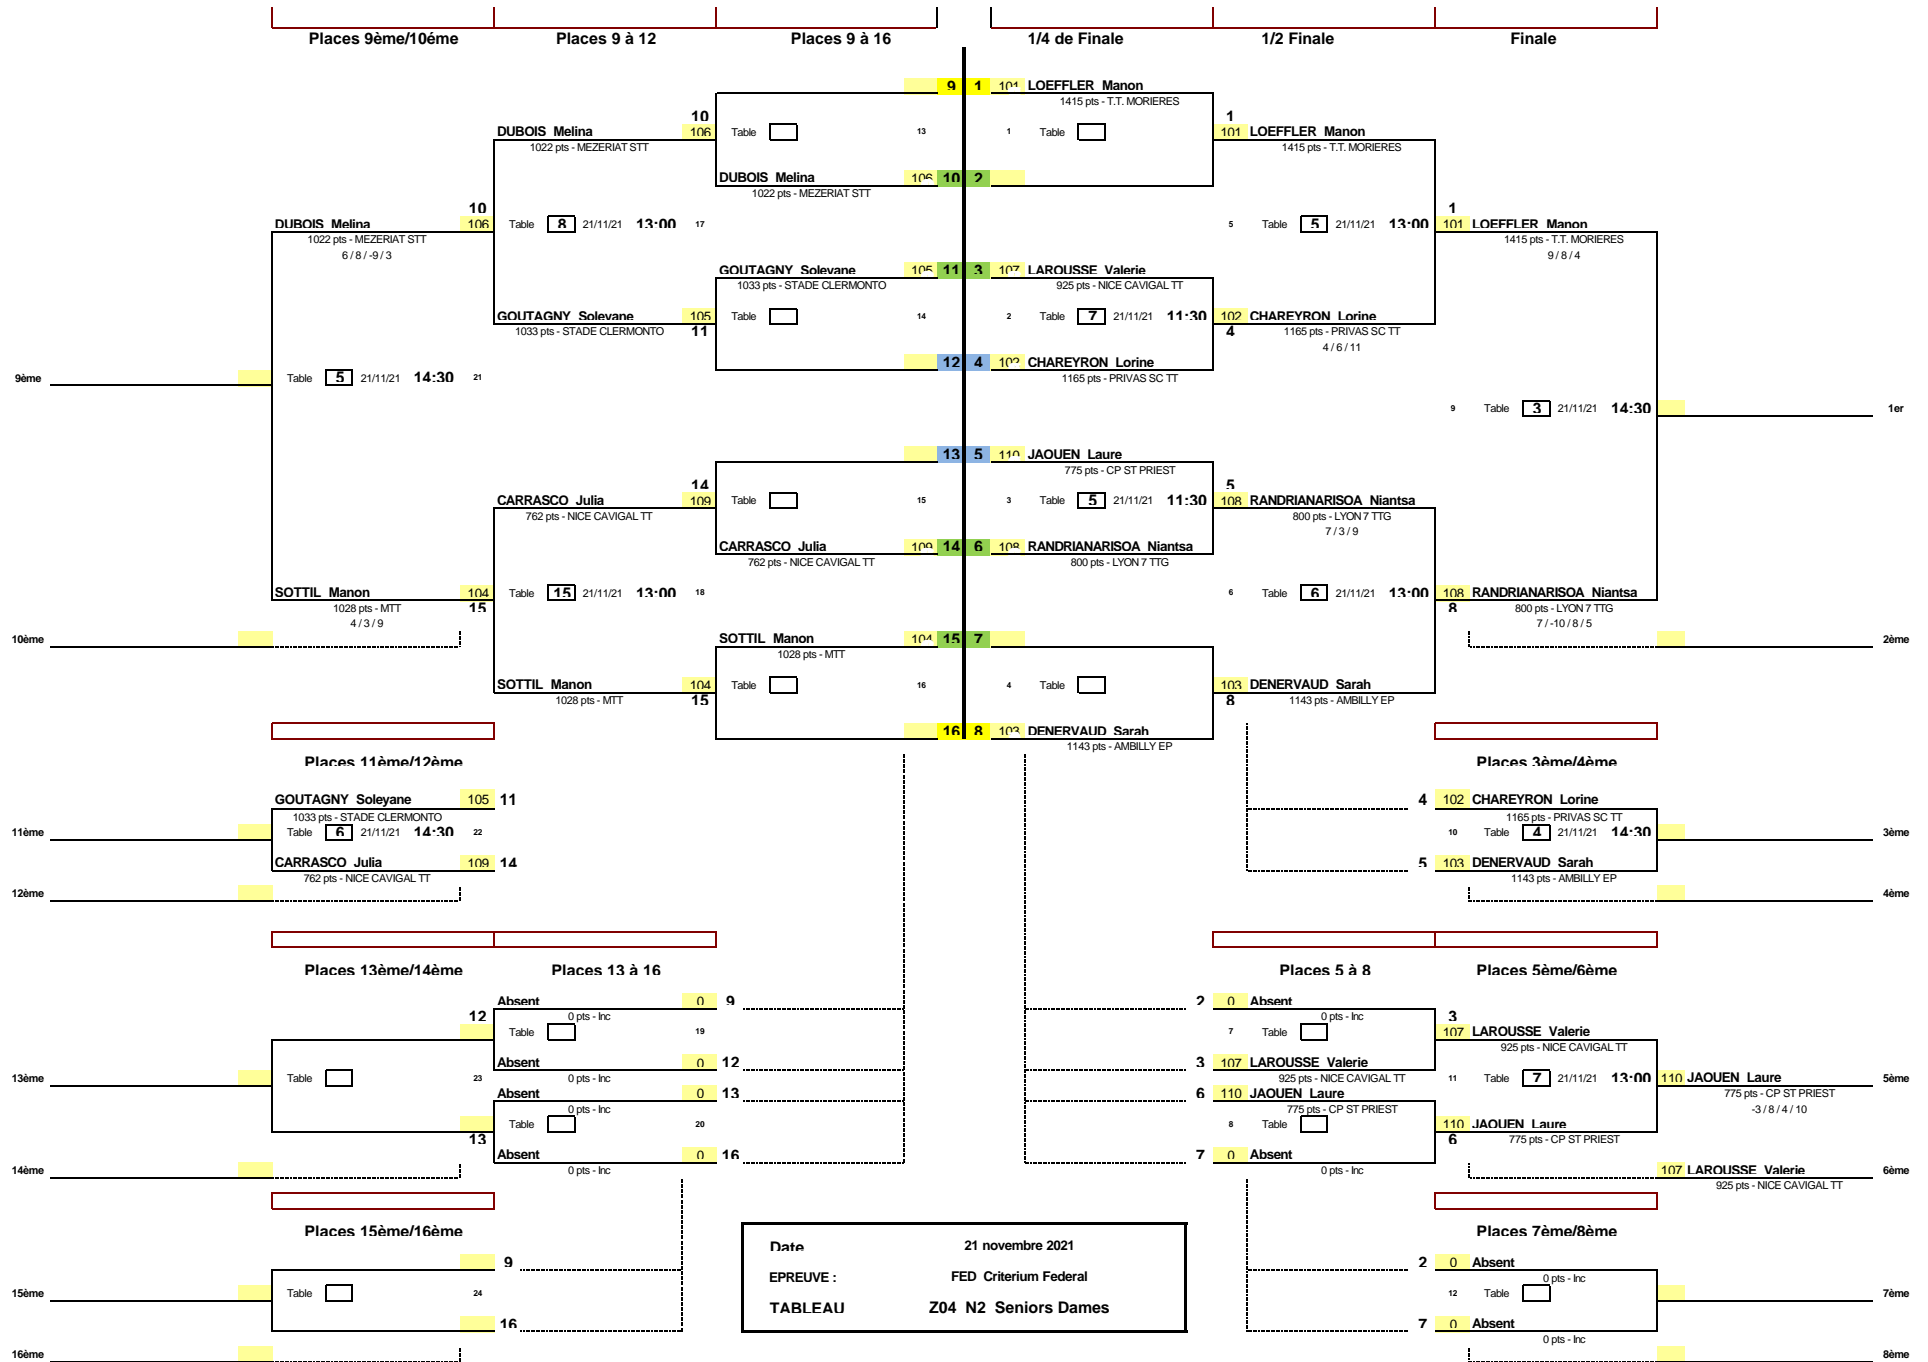 Places 9ème/10éme Places 9 à 12 Places 9 à 16 1/4 de Finale 1/2 Finale Finale
9 1 101 LOEFFLER Manon
1415 pts - T.T. MORIERES
10 1
DUBOIS Melina 106 Table 13 1 Table 101 LOEFFLER Manon
1022 pts - MEZERIAT STT 1415 pts - T.T. MORIERES
DUBOIS Melina 106 10 2
1022 pts - MEZERIAT STT
10 1
DUBOIS Melina 106 Table 8 21/11/21 13:00 17 5 Table 5 21/11/21 13:00 101 LOEFFLER Manon
1022 pts - MEZERIAT STT 1415 pts - T.T. MORIERES
6 / 8 / -9 / 3 9 / 8 / 4
GOUTAGNY Soleyane 105 11 3 107 LAROUSSE Valerie
1033 pts - STADE CLERMONTO 925 pts - NICE CAVIGAL TT
GOUTAGNY Soleyane 105 Table 14 2 Table 7 21/11/21 11:30 102 CHAREYRON Lorine
1033 pts - STADE CLERMONTO 11 4 1165 pts - PRIVAS SC TT
4 / 6 / 11
12 4 102 CHAREYRON Lorine
1165 pts - PRIVAS SC TT
9ème Table 5 21/11/21 14:30 21
9 Table 3 21/11/21 14:30 1er
13 5 110 JAOUEN Laure
775 pts - CP ST PRIEST
14 5
CARRASCO Julia 109 Table 15 3 Table 5 21/11/21 11:30 108 RANDRIANARISOA Niantsa
762 pts - NICE CAVIGAL TT 800 pts - LYON 7 TTG
7 / 3 / 9
CARRASCO Julia 109 14 6 108 RANDRIANARISOA Niantsa
762 pts - NICE CAVIGAL TT 800 pts - LYON 7 TTG
SOTTIL Manon 104 Table 15 21/11/21 13:00 18 6 Table 6 21/11/21 13:00 108 RANDRIANARISOA Niantsa
1028 pts - MTT 15 8 800 pts - LYON 7 TTG
4 / 3 / 9 7 / -10 / 8 / 5
10ème SOTTIL Manon 104 15 7 2ème
1028 pts - MTT
SOTTIL Manon 104 Table 16 4 Table 103 DENERVAUD Sarah
1028 pts - MTT 15 8 1143 pts - AMBILLY EP
16 8 103 DENERVAUD Sarah
1143 pts - AMBILLY EP
Places 11ème/12ème Places 3ème/4ème
GOUTAGNY Soleyane 105 11 4 102 CHAREYRON Lorine
1033 pts - STADE CLERMONTO 1165 pts - PRIVAS SC TT
11ème Table 6 21/11/21 14:30 22 10 Table 4 21/11/21 14:30 3ème
CARRASCO Julia 109 14 5 103 DENERVAUD Sarah
762 pts - NICE CAVIGAL TT 1143 pts - AMBILLY EP
12ème 4ème
Places 13ème/14ème Places 13 à 16 Places 5 à 8 Places 5ème/6ème
Absent 0 9 2 0 Absent
0 pts - Inc 0 pts - Inc
12 Table 19 7 Table 3
107 LAROUSSE Valerie
925 pts - NICE CAVIGAL TT
Absent 0 12 3 107 LAROUSSE Valerie
0 pts - Inc 925 pts - NICE CAVIGAL TT
13ème Table 23 11 Table 7 21/11/21 13:00 110 JAOUEN Laure 5ème
775 pts - CP ST PRIEST
-3 / 8 / 4 / 10
Absent 0 13 6 110 JAOUEN Laure
0 pts - Inc 775 pts - CP ST PRIEST
Table 20 8 Table 110 JAOUEN Laure
13 6 775 pts - CP ST PRIEST
Absent 0 16 7 0 Absent
0 pts - Inc 0 pts - Inc
14ème 107 LAROUSSE Valerie 6ème
925 pts - NICE CAVIGAL TT
Places 15ème/16ème Places 7ème/8ème
Date 21 novembre 2021
EPREUVE : FED Criterium Federal
TABLEAU Z04 N2 Seniors Dames
9 2 0 Absent
0 pts - Inc
15ème Table 24 12 Table 7ème
16 7 0 Absent
0 pts - Inc
16ème 8ème